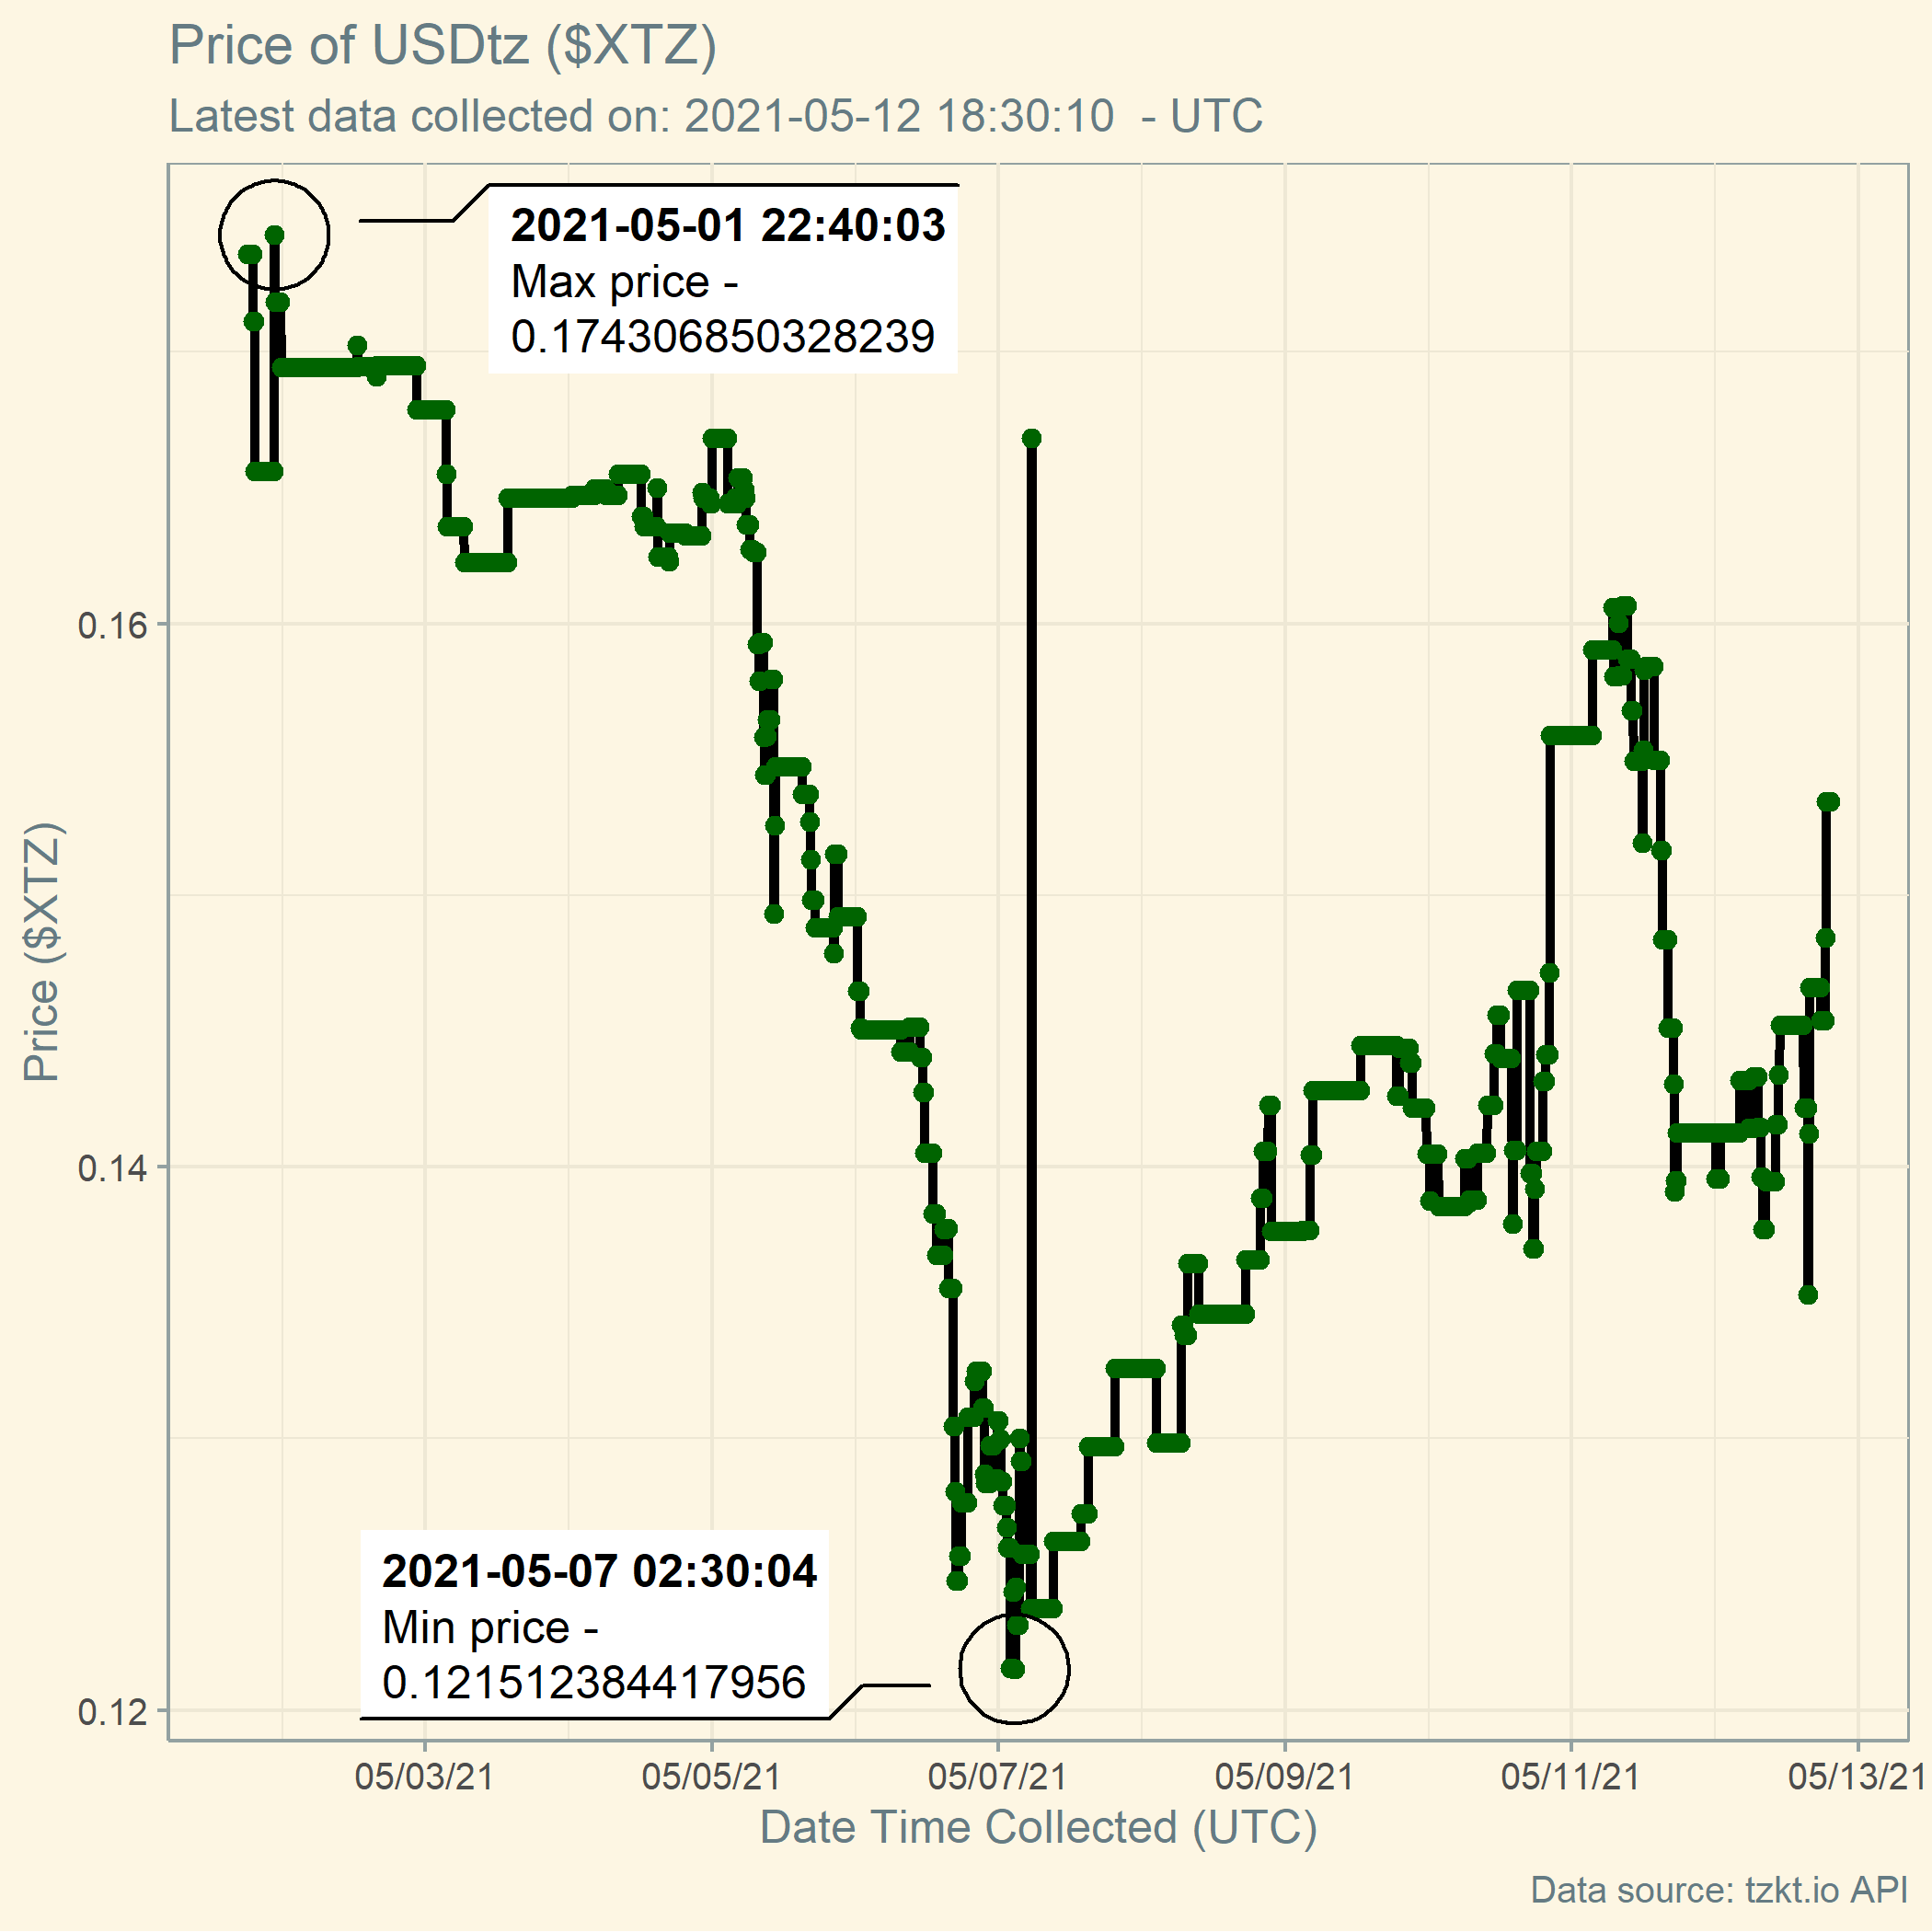 Price of USDtz ($XTZ)
Latest data collected on: 2021-05-12 18:30:10  - UTC
2021-05-01 22:40:03
Max price -
0.174306850328239
0.16
0.14
0.12
Price ($XTZ)
2021-05-07 02:30:04
Min price -
0.121512384417956
05/03/21
05/05/21
05/07/21
05/09/21
05/11/21
05/13/21
Date Time Collected (UTC)
Data source: tzkt.io API